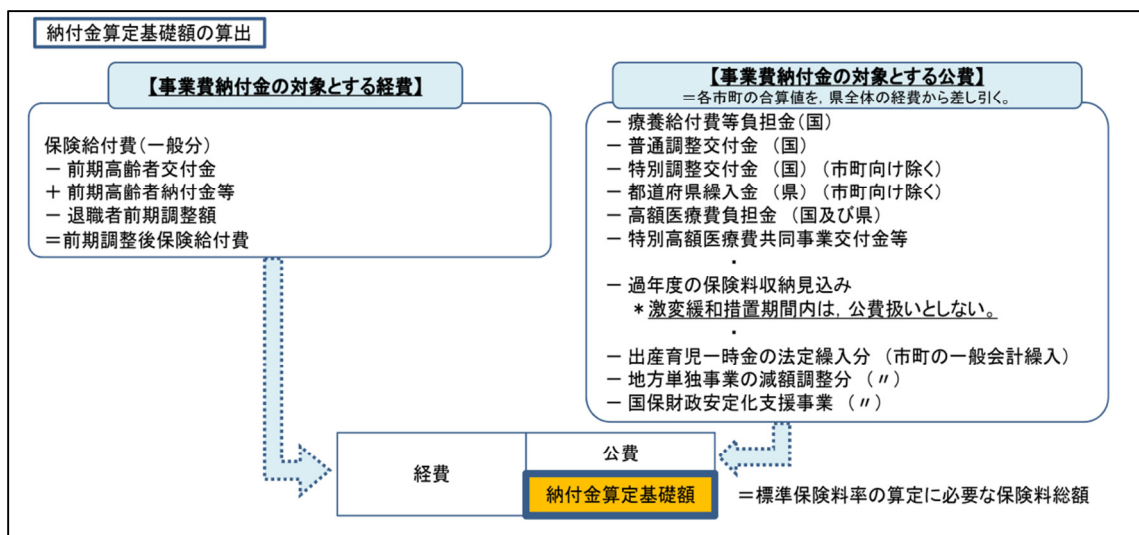 納付金算定基礎額の算出
【事業費納付金の対象とする経費】
保険給付費(一般分)
－ 前期高齢者交付金
＋ 前期高齢者納付金等
－ 退職者前期調整額
＝前期調整後保険給付費
【事業費納付金の対象とする公費】
＝各市町の合算値を，県全体の経費から差し引く。
－ 療養給付費等負担金(国)
－ 普通調整交付金 (国)
－ 特別調整交付金 (国) (市町向け除く)
－ 都道府県繰入金 (県) (市町向け除く)
－ 高額医療費負担金 (国及び県)
－ 特別高額医療費共同事業交付金等
・
－ 過年度の保険料収納見込み
＊激変緩和措置期間内は，公費扱いとしない。
・
－ 出産育児一時金の法定繰入分 (市町の一般会計繰入)
－ 地方単独事業の減額調整分 (〃)
－ 国保財政安定化支援事業 (〃)
経費
公費
納付金算定基礎額
＝標準保険料率の算定に必要な保険料総額